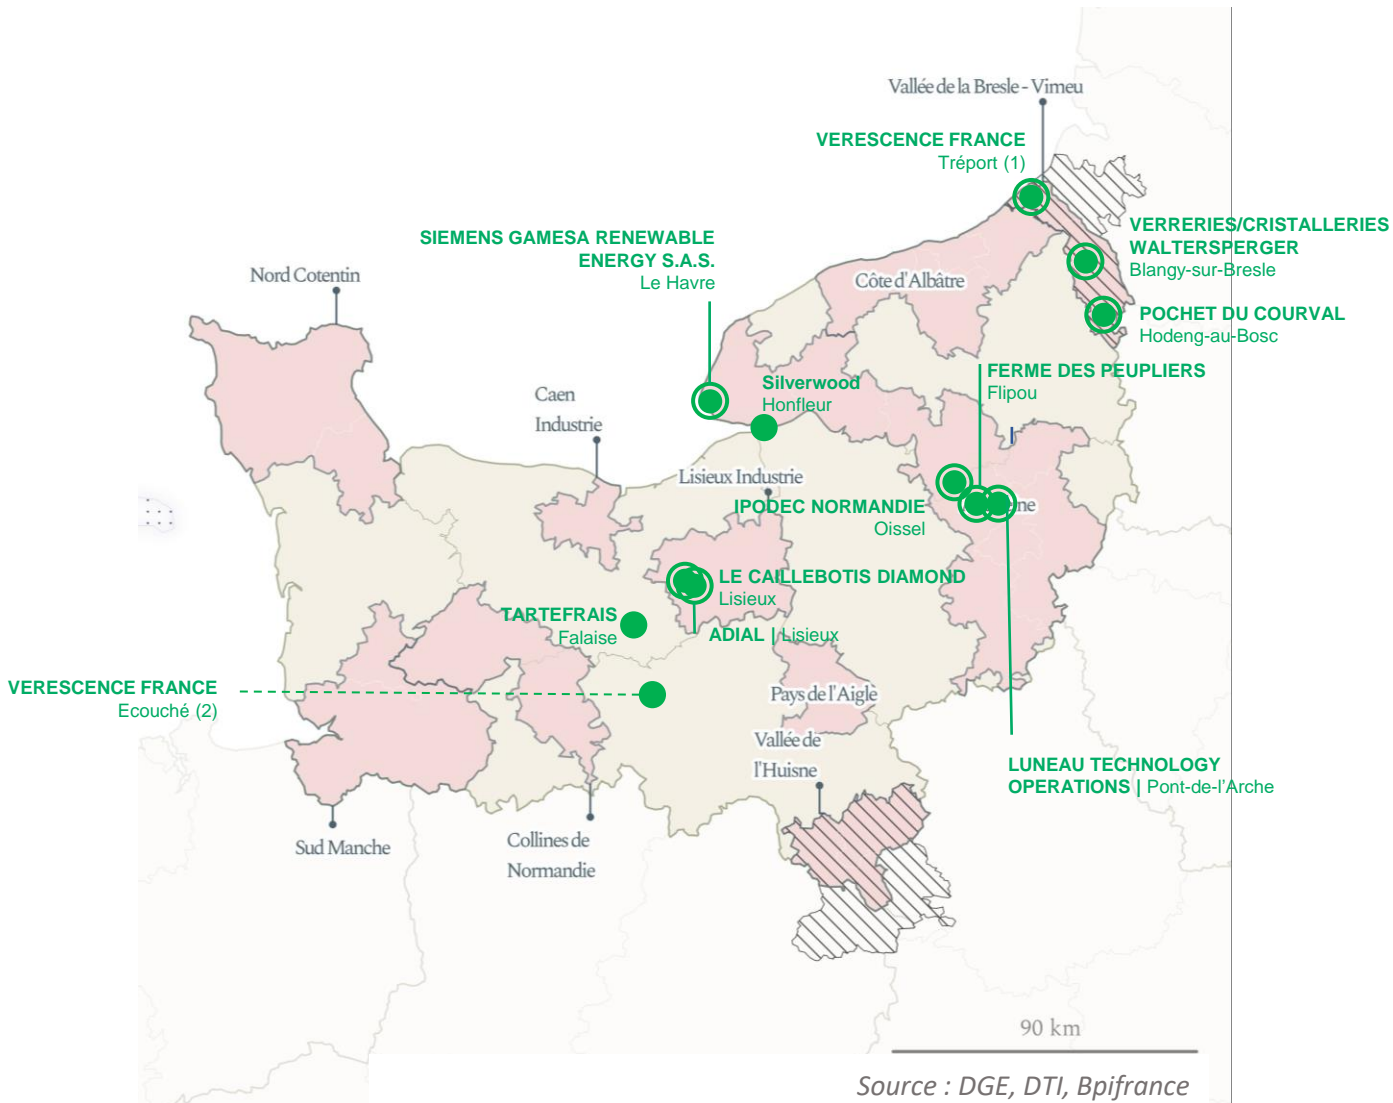 Vallée de la Bresle - Vimeu
VERESCENCE FRANCE
Tréport (1)
VERRERIES/CRISTALLERIES
WALTERSPERGER
Blangy-sur-Bresle
SIEMENS GAMESA RENEWABLE
ENERGY S.A.S.
Le Havre
Nord Cotentin
Côte d'Albâtre
POCHET DU COURVAL
Hodeng-au-Bosc
FERME DES PEUPLIERS
Flipou
Silverwood
Honfleur
Caen
Industrie
Lisieux Industrie
IPODEC NORMANDIE
Oissel
ne
LE CAILLEBOTIS DIAMOND
Lisieux
TARTEFRAIS
Falaise
ADIAL | Lisieux
VERESCENCE FRANCE
Ecouché (2)
Pays de l'Aigle
Vallée de
l'Huisne
LUNEAU TECHNOLOGY
OPERATIONS | Pont-de-l'Arche
Sud Manche
Collines de
Normandie
90 km
Source : DGE, DTI, Bpifrance